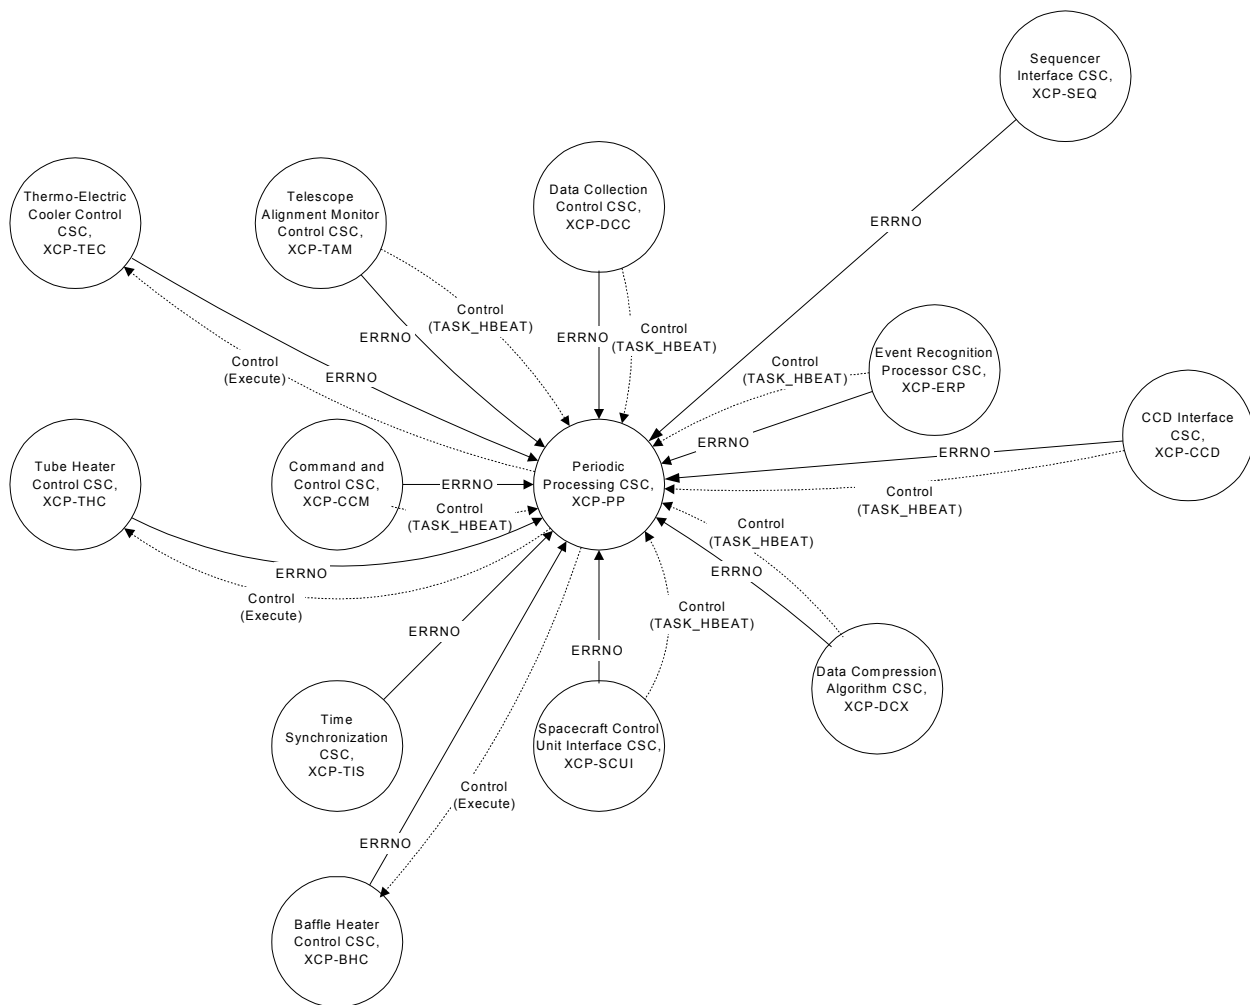 Sequencer
Interface CSC,
XCP-SEQ
Thermo-Electric
Cooler Control
CSC,
XCP-TEC
Telescope
Alignment Monitor
Control CSC,
XCP-TAM
Data Collection
Control CSC,
XCP-DCC
ERRNO
Control
(TASK_HBEAT)
ERRNO
ERRNO
Control
(TASK_HBEAT)
Event Recognition
Processor CSC,
XCP-ERP
Control
(TASK_HBEAT)
Control
(Execute)
ERRNO
ERRNO
CCD Interface
CSC,
XCP-CCD
ERRNO
Control
(TASK_HBEAT)
Tube Heater
Control CSC,
XCP-THC
Command and
Control CSC,
XCP-CCM
ERRNO
Control
(TASK_HBEAT)
Periodic
Processing CSC,
XCP-PP
Control
(TASK_HBEAT)
ERRNO
ERRNO
Control
(Execute)
Control
(TASK_HBEAT)
ERRNO
ERRNO
Data Compression
Algorithm CSC,
XCP-DCX
Time
Synchronization
CSC,
XCP-TIS
Spacecraft Control
Unit Interface CSC,
XCP-SCUI
Control
(Execute)
ERRNO
Baffle Heater
Control CSC,
XCP-BHC